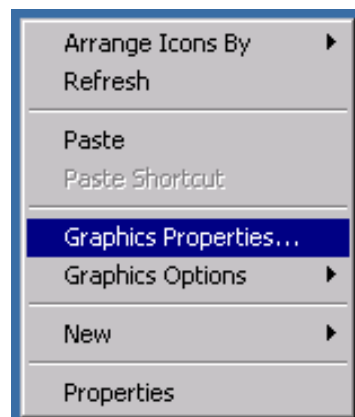 Arrange Icons By
Refresh
Paste
Paste Shortcut
Graphics Properties...
Graphics Options
New
Properties